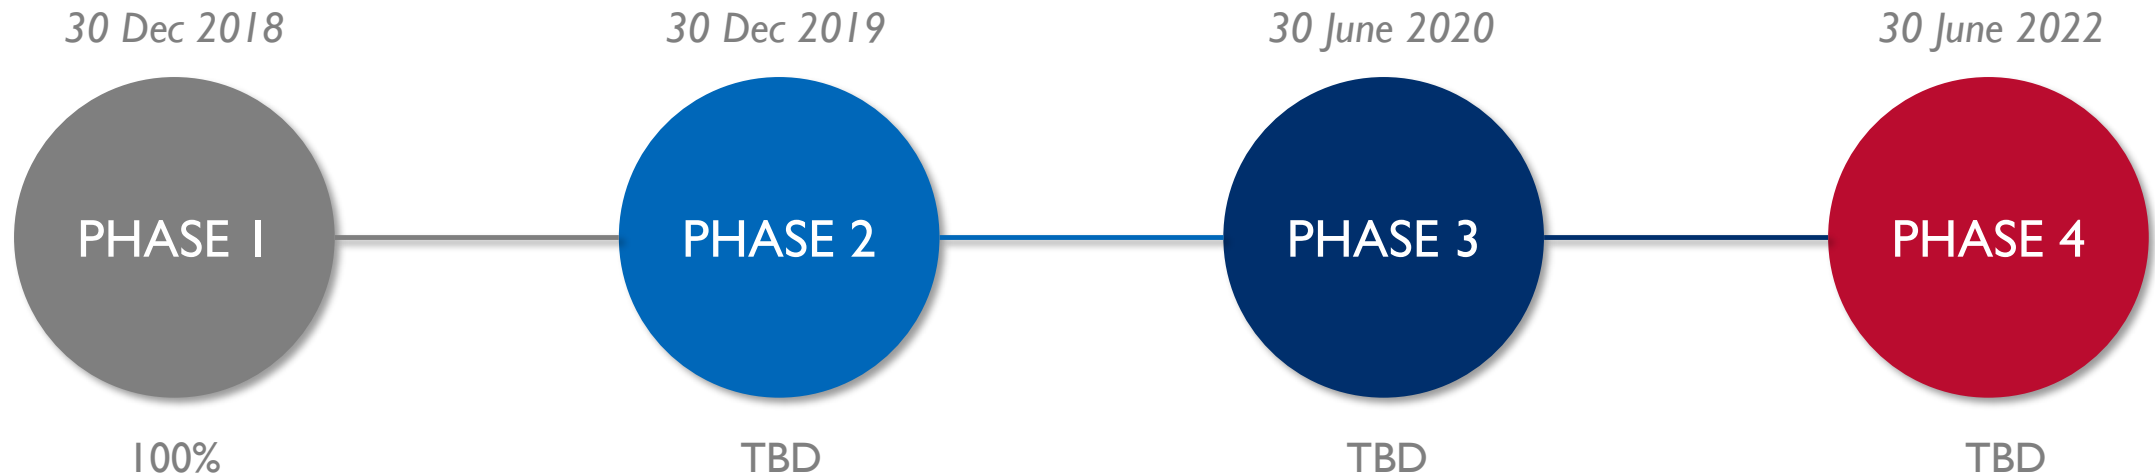 30 Dec 2018
30 Dec 2019
30 June 2020
30 June 2022
PHASE 1
PHASE 2
PHASE 3
PHASE 4
100%
TBD
TBD
TBD